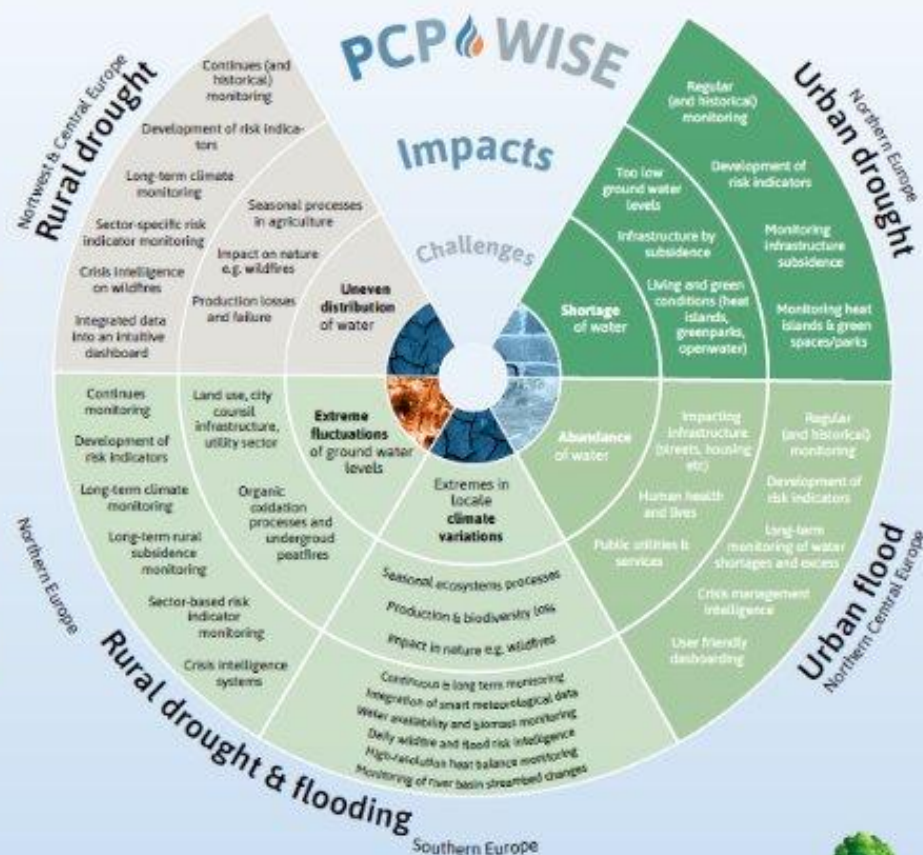 PCP WISE
Impacts
Challenges
Nortwest & Central Europe
Rural drought
Continues (and
historical)
monitoring
Development of risk indica-
tors
Long-term climate
monitoring
Sector-specific risk
indicator monitoring
Crisis intelligence
on wildfires
Integrated data
into an intuitive
dashboard
Seasonal processes
in agriculture
Impact on nature
e.g. wildfires
Production losses
and failure
Uneven
distribution
of water
Northern Europe
Urban drought
Regular
(and historical)
monitoring
Development of
risk indicators
Monitoring
infrastructure
subsidence
Monitoring heat
islands & green
spaces/parks
Too low
ground water
levels
Infrastructure by
subsidence
Living and green
conditions (heat
islands,
greenparks,
openwater)
Shortage
of water
Abundance
of water
Impacting
infrastructure
(streets, housing
etc)
Human health
and lives
Public utilities &
services
Regular
(and historical)
monitoring
Development of
risk indicators
Long-term
monitoring of water
shortages and excess
Crisis management
intelligence
User friendly
dasboarding
Urban flood
Northern Central Europe
Continues
monitoring
Development of
risk indicators
Long-term climate
monitoring
Long-term rural
subsidence
monitoring
Sector-based risk
indicator
monitoring
Crisis intelligence
systems
Land use, city
counsil
infrastructure,
utility sector
Organic
oxidation
processes and
undergroud
peatfires
Extreme
fluctuations
of ground water
levels
Extremes in
locale
climate
variations
Seasonal ecosystems processes
Production & biodiversity loss
Impact in nature e.g. wildfires
Continuous & long term monitoring
Integration of smart meteorological data
Water availability and biomast monitoring
Daily wildfire and flood risk intelligence
High-resolution heat balance monitoring
Monitoring of river basin streambed changes
Northern Europe
Rural drought & flooding
Southern Europe